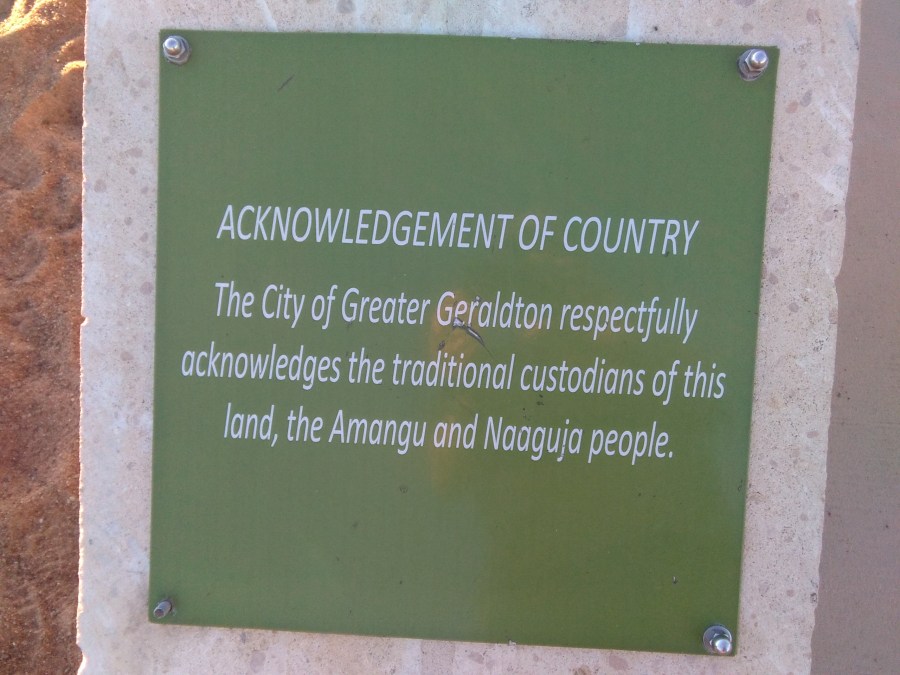 ACKNOWLEDGEMENT OF COUNTRY
The City of Greater Geraldton respectfully
acknowledges the traditional custodians of this
land, the Amangu and Naaguja people.